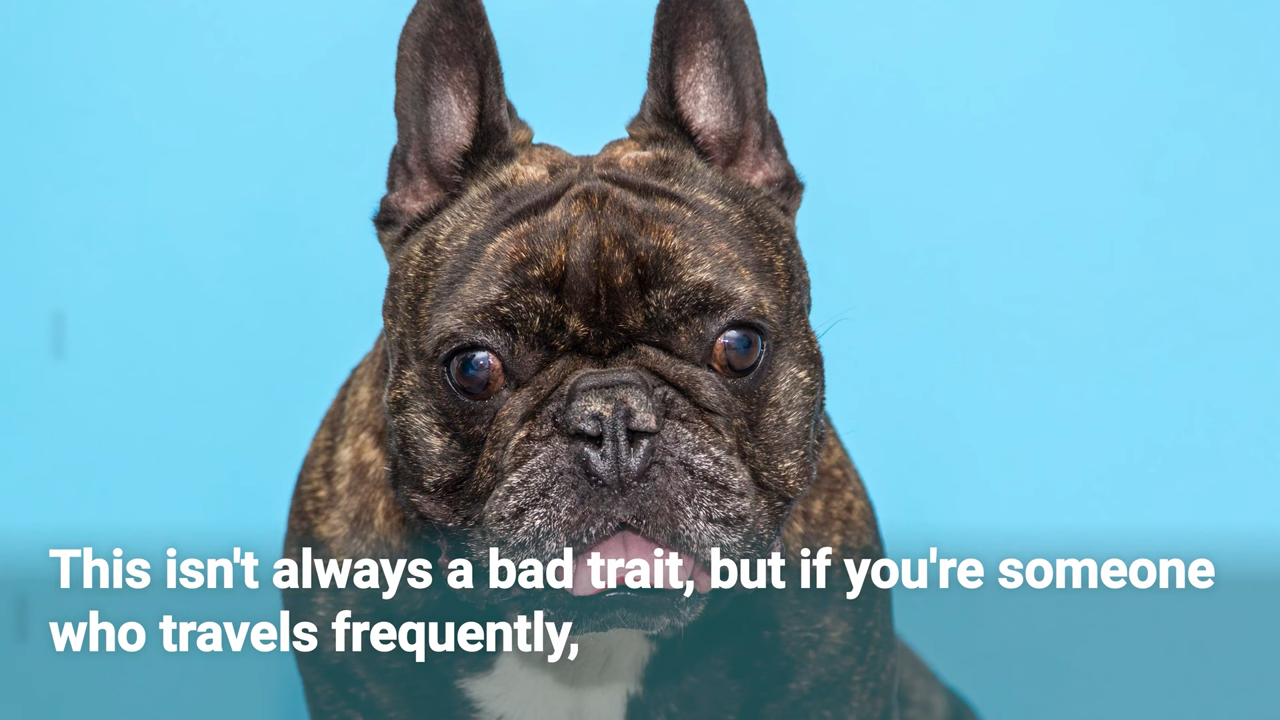 This isn't always a bad trait, but if you're someone
who travels frequently,